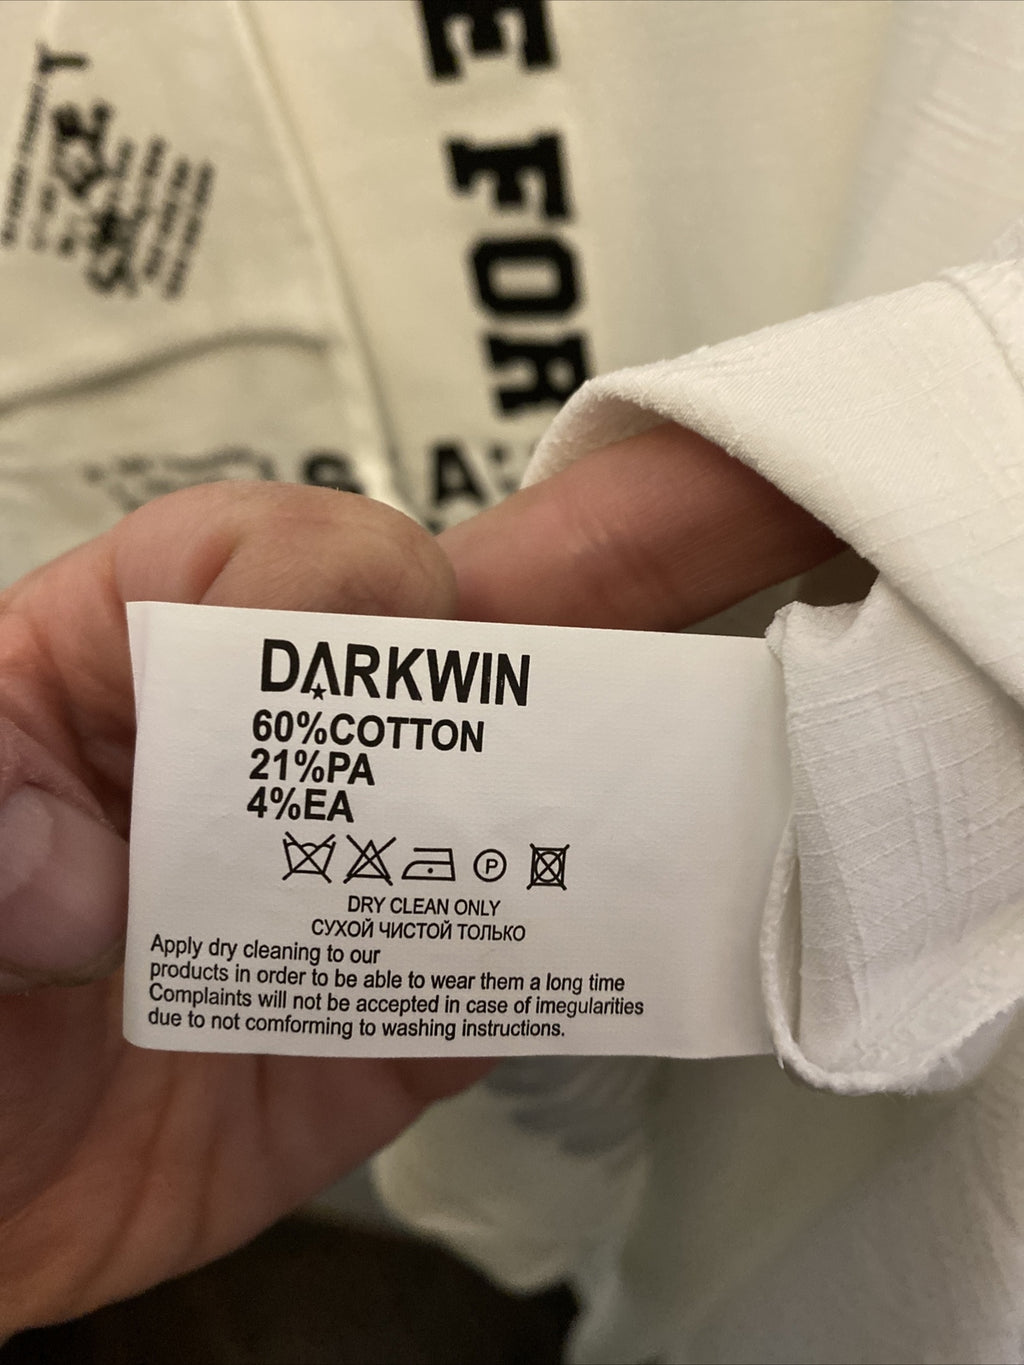 E FOR
S
A
DARKWIN
60%COTTON
21%PA
4%EA
P
DRY CLEAN ONLY
СУХОЙ ЧИСТОЙ ТОЛЬКО
Apply dry cleaning to our
products in order to be able to wear them a long time
Complaints will not be accepted in case of imegularities
due to not comforming to washing instructions.